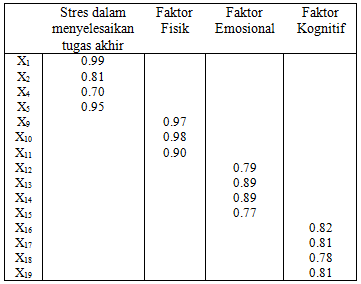 Stres dalam Faktor Faktor Faktor
menyelesaikan Fisik Emosional Kognitif
tugas akhir
X1 0.99
X2 0.81
X4 0.70
X5 0.95
X9 0.97
X10 0.98
X11 0.90
X12 0.79
X13 0.89
X14 0.89
X15 0.77
X16 0.82
X17 0.81
X18 0.78
X19 0.81